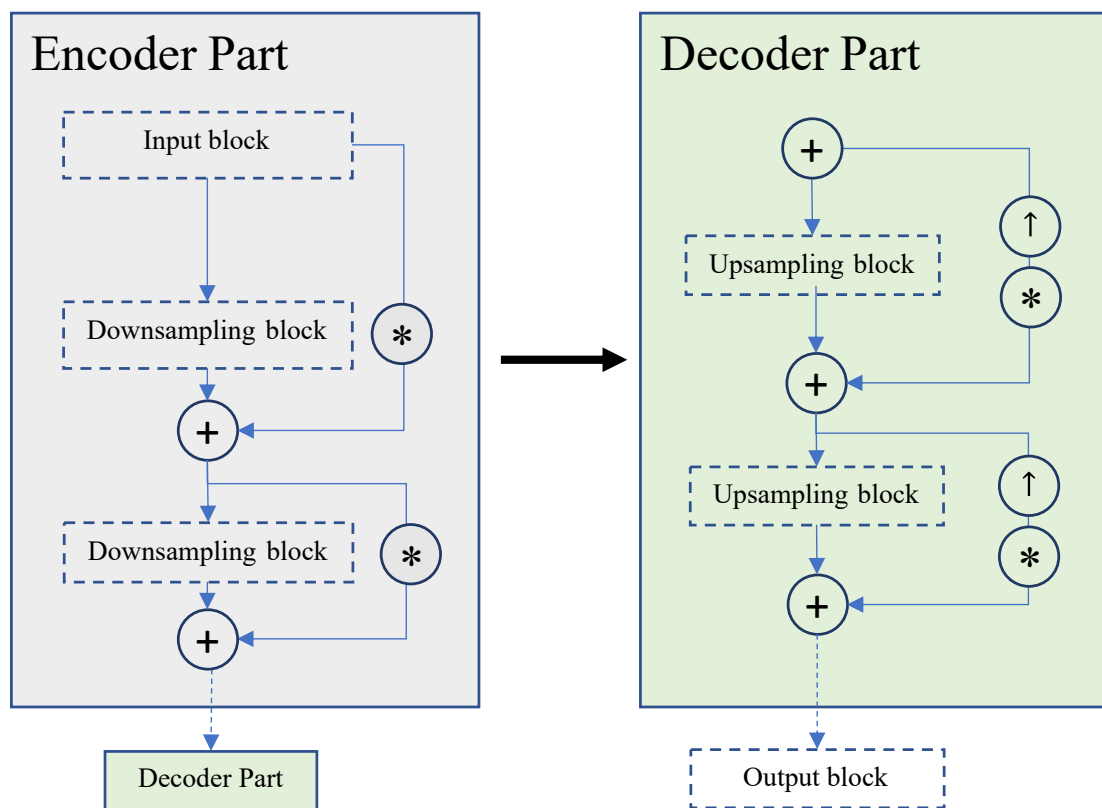 Encoder Part
Input block
Downsampling block
*
+
Downsampling block
*
+
Decoder Part
Decoder Part
+
↑
Upsampling block
*
+
↑
Upsampling block
*
+
Output block